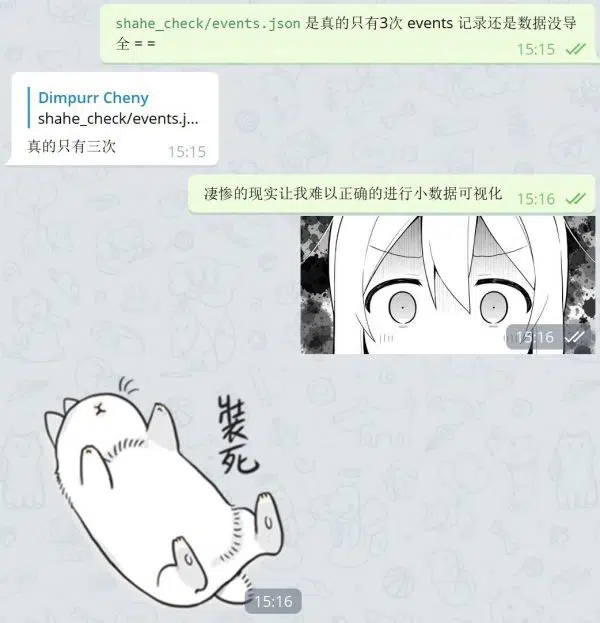 shahe_check/events.json 是真的只有3次 events 记录还是数据没导
全 = =
15:15
Dimpurr Cheny
shahe_check/events.j...
真的只有三次
15:15
凄惨的现实让我难以正确的进行小数据可视化
15:16
15:16
裝死
15:16